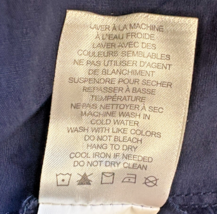 LAVER À LA MACHINE
À L'EAU FROIDE
LAVER AVEC DES
COULEURS SEMBLABLES
NE PAS UTILISER D'AGENT
DE BLANCHIMENT
SUSPENDRE POUR SÉCHER
REPASSER À BASSE
TEMPÉRATURE
NE PAS NETTOYER À SEC
MACHINE WASH IN
COLD WATER
WASH WITH LIKE COLORS
DO NOT BLEACH
HANG TO DRY
COOL IRON IF NEEDED
DO NOT DRY CLEAN